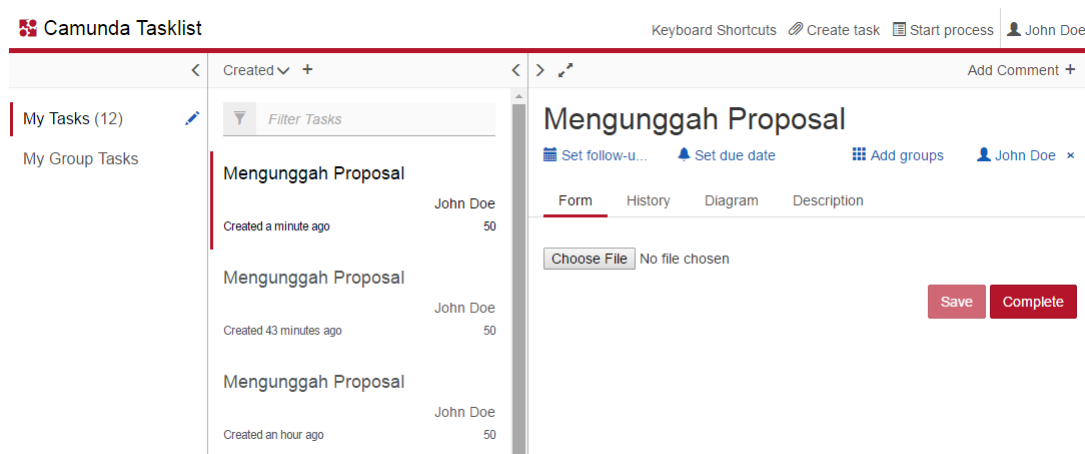 Camunda Tasklist
Keyboard Shortcuts Create task Start process John Doe
Created +
Add Comment +
My Tasks (12)
My Group Tasks
Filter Tasks
Mengunggah Proposal
John Doe
Created a minute ago 50
Mengunggah Proposal
John Doe
Created 43 minutes ago 50
Mengunggah Proposal
John Doe
Created an hour ago 50
Mengunggah Proposal
Set follow-u... Set due date Add groups John Doe ×
Form History Diagram Description
Choose File No file chosen
Save Complete